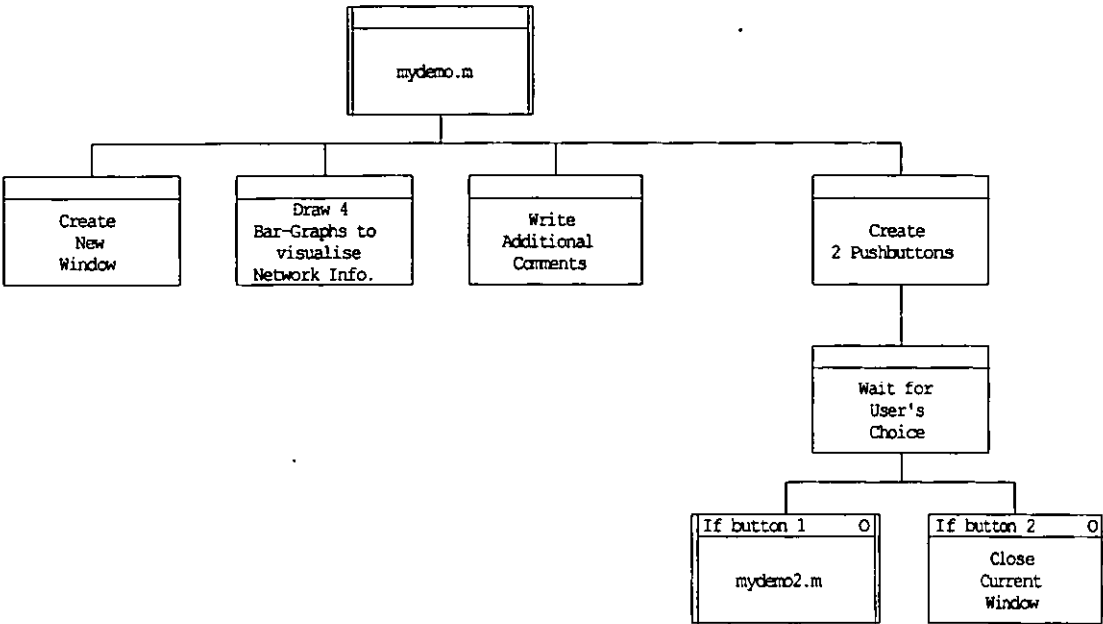 mydemo.m
Create
New
Window
Draw 4
Bar-Graphs to
visualise
Network Info.
Write
Additional
Comments
Create
2 Pushbuttons
Wait for
User's
Choice
If button 1 O
mydemo2.m
If button 2 O
Close
Current
Window